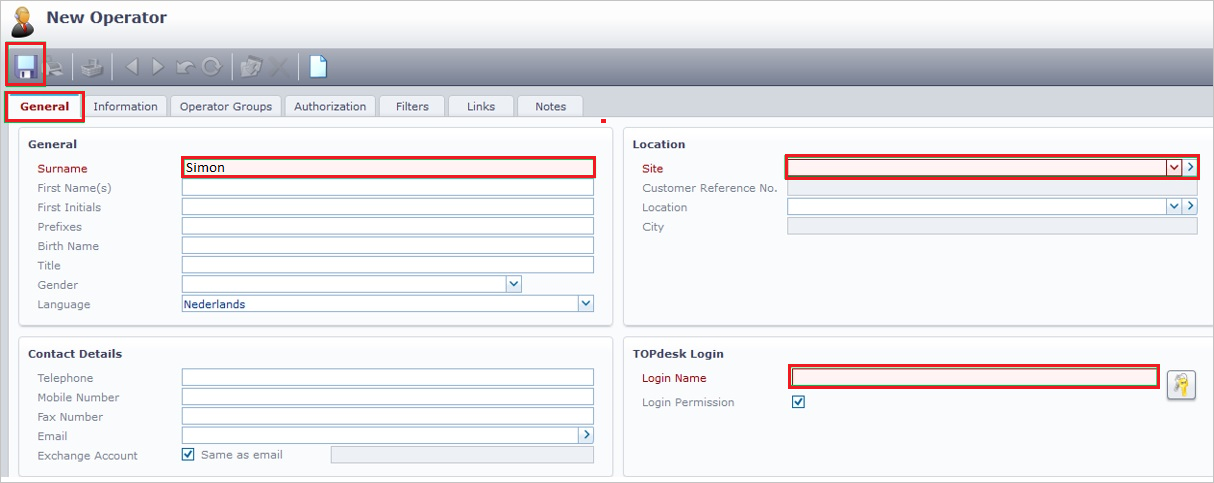 New Operator
General Information Operator Groups Authorization Filters Links Notes
General
Surname Simon
First Name(s)
First Initials
Prefixes
Birth Name
Title
Gender
Language Nederlands
Location
Site
Customer Reference No.
Location
City
Contact Details
Telephone
Mobile Number
Fax Number
Email
Exchange Account Same as email
TOPdesk Login
Login Name
Login Permission